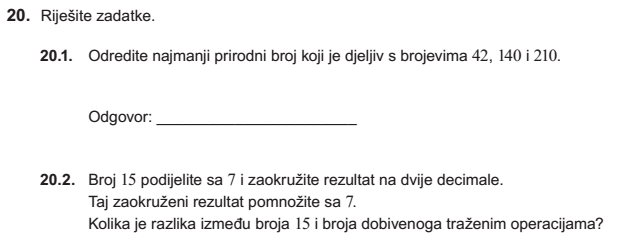 20. Riješite zadatke.
20.1. Odredite najmanji prirodni broj koji je djeljiv s brojevima 42, 140 i 210.
Odgovor: ________________________
20.2. Broj 15 podijelite sa 7 i zaokružite rezultat na dvije decimale.
Taj zaokruženi rezultat pomnožite sa 7.
Kolika je razlika između broja 15 i broja dobivenoga traženim operacijama?